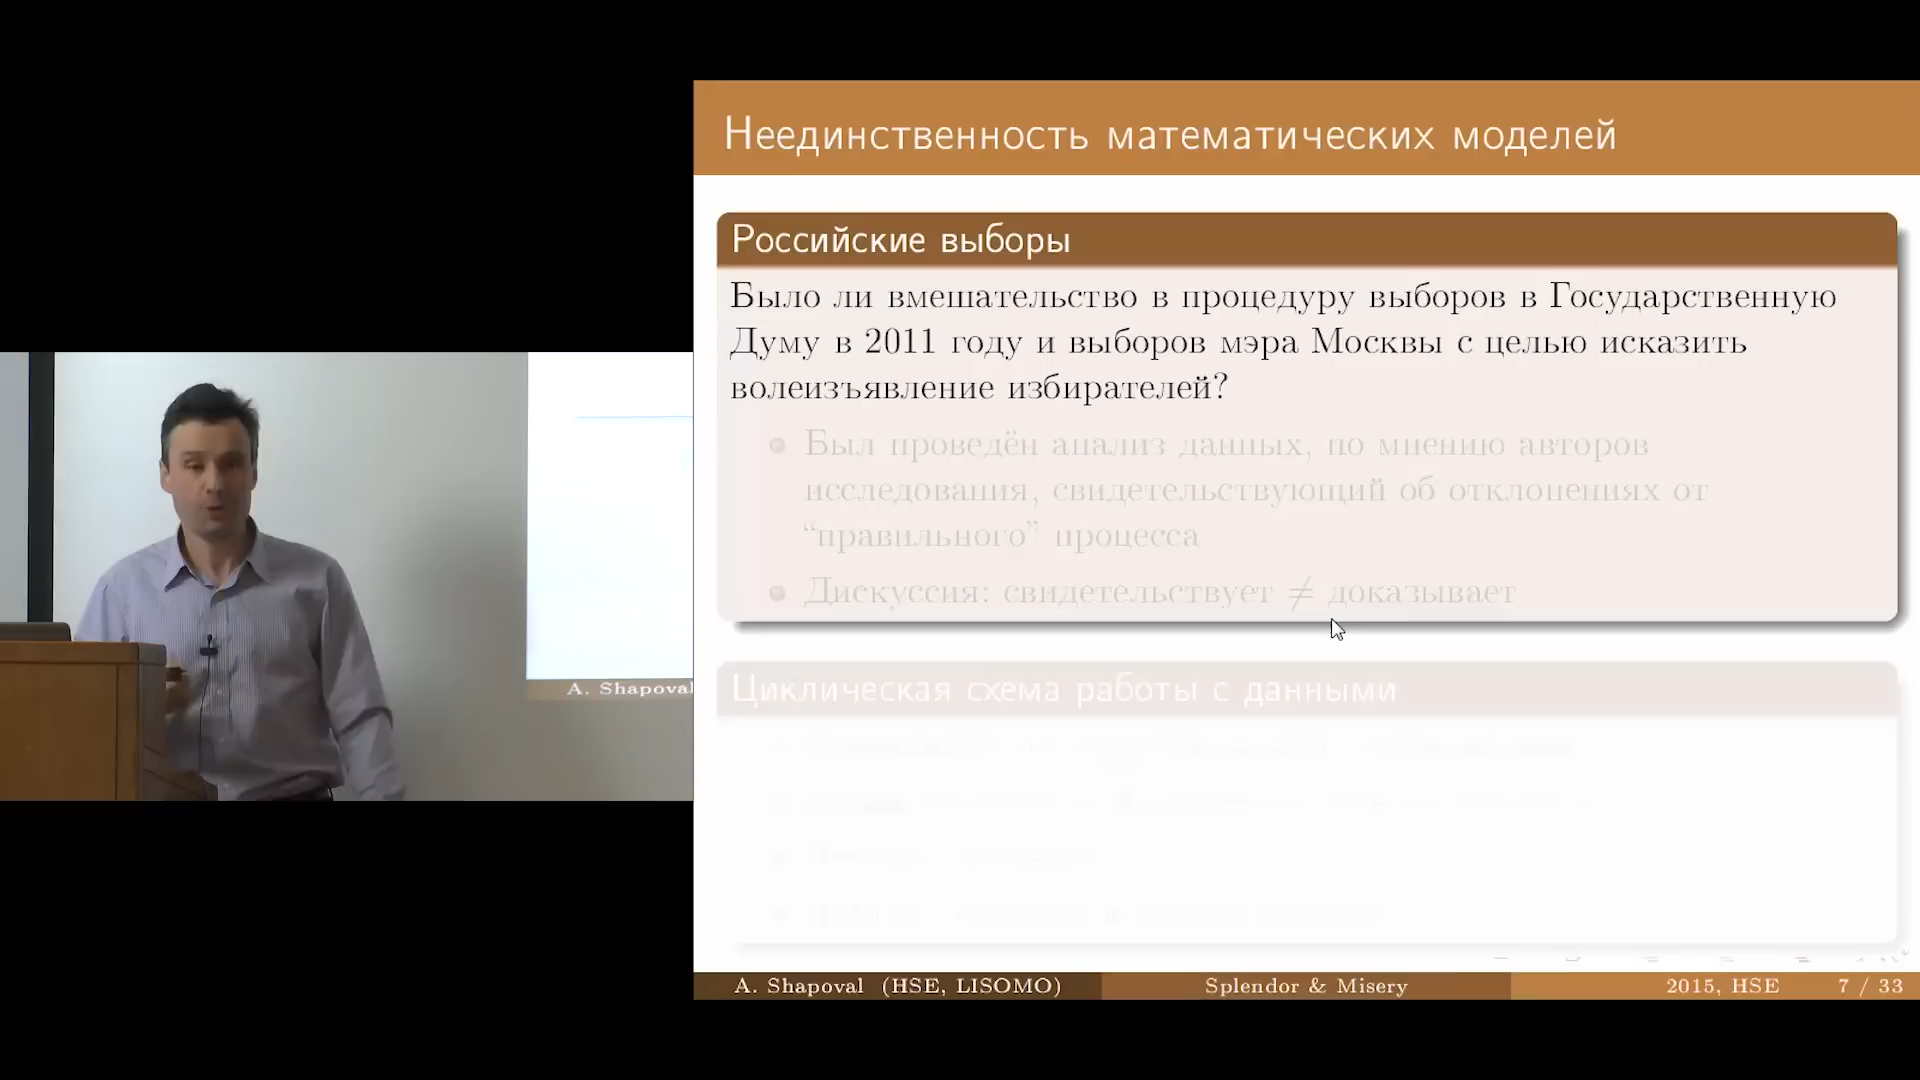 Неединственность математических моделей
Российские выборы
Было ли вмешательство в процедуру выборов в Государственную
Думу в 2011 году и выборов мэра Москвы с целью исказить
волеизъявление избирателей?
Был проведён анализ данных, по мнению авторов
исследования, свидетельствующий об отклонениях от
“правильного” процесса
Дискуссия: свидетельствует ≠ доказывает
Циклическая схема работы с данными
A. Shapoval
A. Shapoval (HSE, LISOMO)
Splendor & Misery
2015, HSE
7 / 33